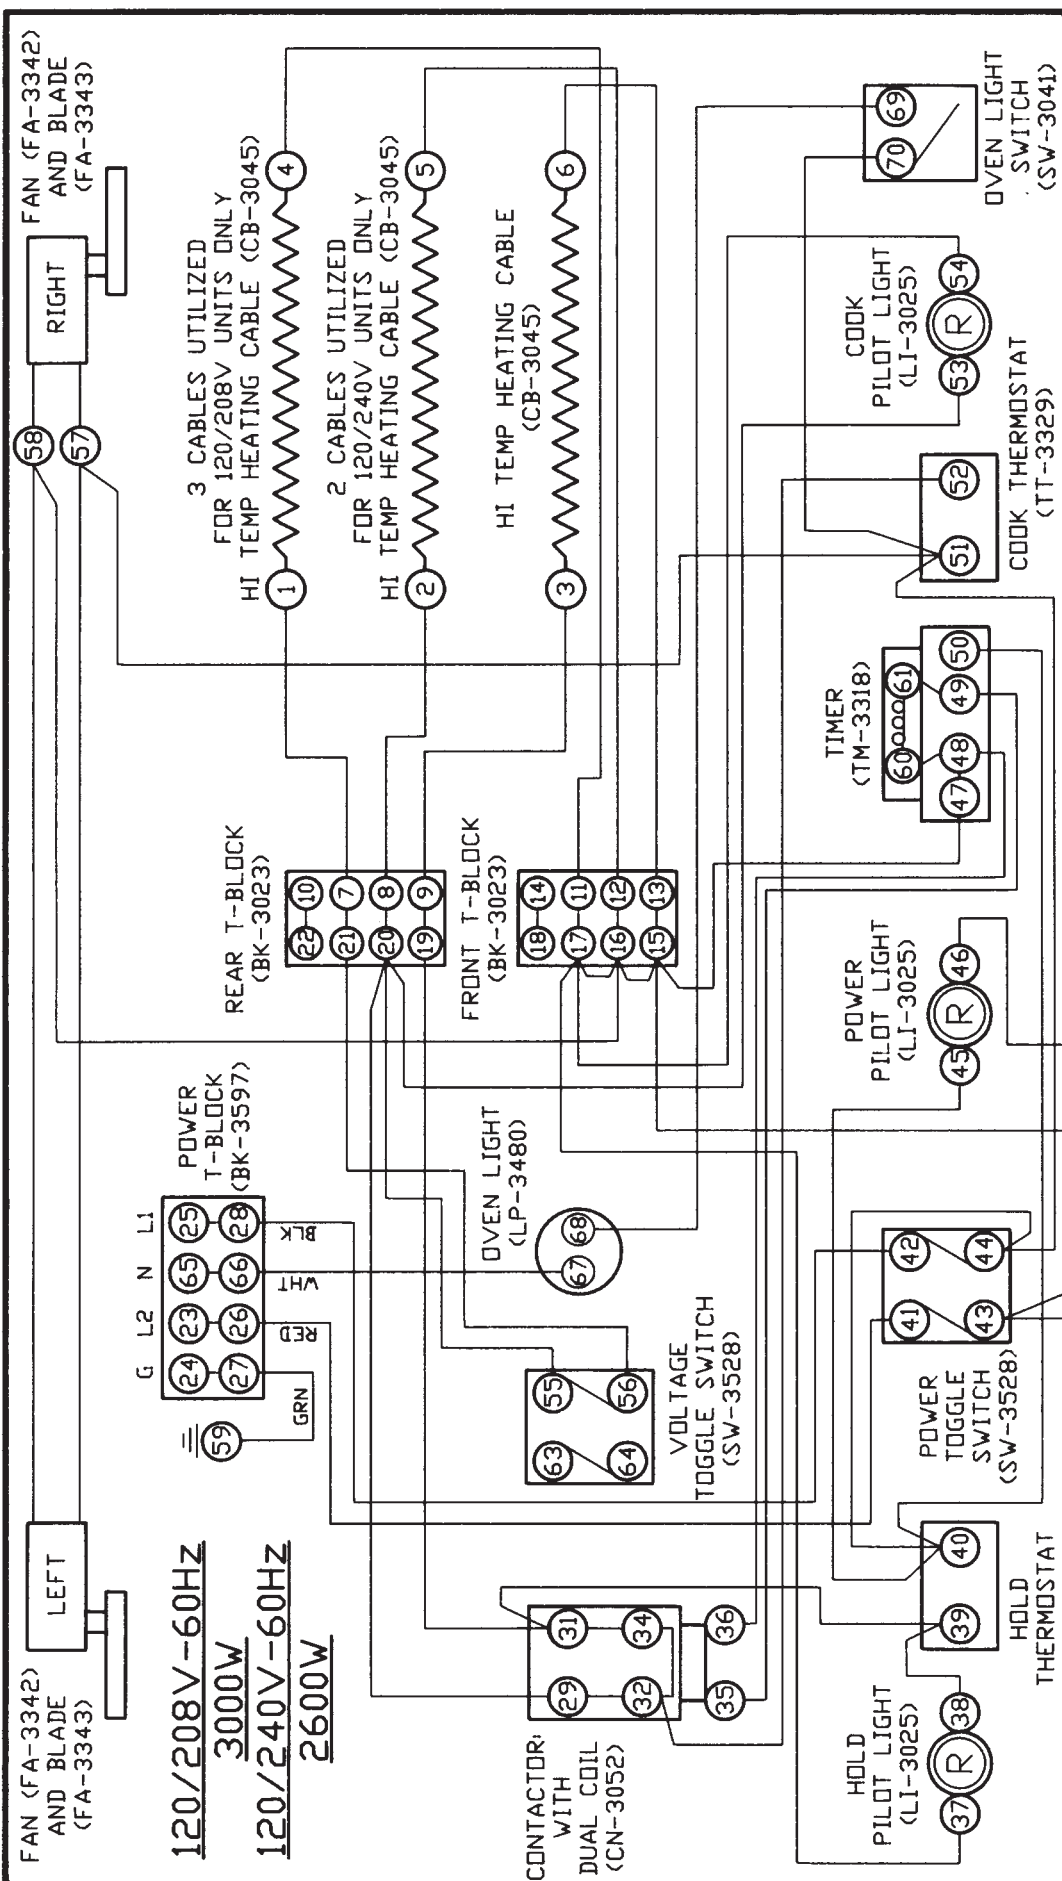 FAN (FA-3342)
AND BLADE
(FA-3343)
LEFT
58
57
RIGHT
FAN (FA-3342)
AND BLADE
(FA-3343)
120/208V-60Hz
3000W
120/240V-60Hz
2600W
G
L2
N
L1
24
23
65
25
27
26
66
28
59
GRN
RED
WHT
BLK
POWER
T-BLOCK
(BK-3597)
REAR T-BLOCK
(BK-3023)
22
10
21
7
20
8
19
9
3 CABLES UTILIZED
FOR 120/208V UNITS ONLY
HI TEMP HEATING CABLE (CB-3045)
1
4
2 CABLES UTILIZED
FOR 120/240V UNITS ONLY
HI TEMP HEATING CABLE (CB-3045)
2
5
HI TEMP HEATING CABLE
(CB-3045)
3
6
FRONT T-BLOCK
(BK-3023)
18
14
17
11
16
12
15
13
OVEN LIGHT
(LP-3480)
67
68
63
55
64
56
VOLTAGE
TOGGLE SWITCH
(SW-3528)
CONTACTOR:
WITH
DUAL COIL
(CN-3052)
29
31
32
34
35
36
HOLD
PILOT LIGHT
(LI-3025)
37
R
38
39
40
HOLD
THERMOSTAT
41
42
43
44
POWER
TOGGLE
SWITCH
(SW-3528)
POWER
PILOT LIGHT
(LI-3025)
45
R
46
TIMER
(TM-3318)
60
61
47
48
49
50
51
52
COOK THERMOSTAT
(TT-3329)
COOK
PILOT LIGHT
(LI-3025)
53
R
54
70
69
OVEN LIGHT
SWITCH
(SW-3041)